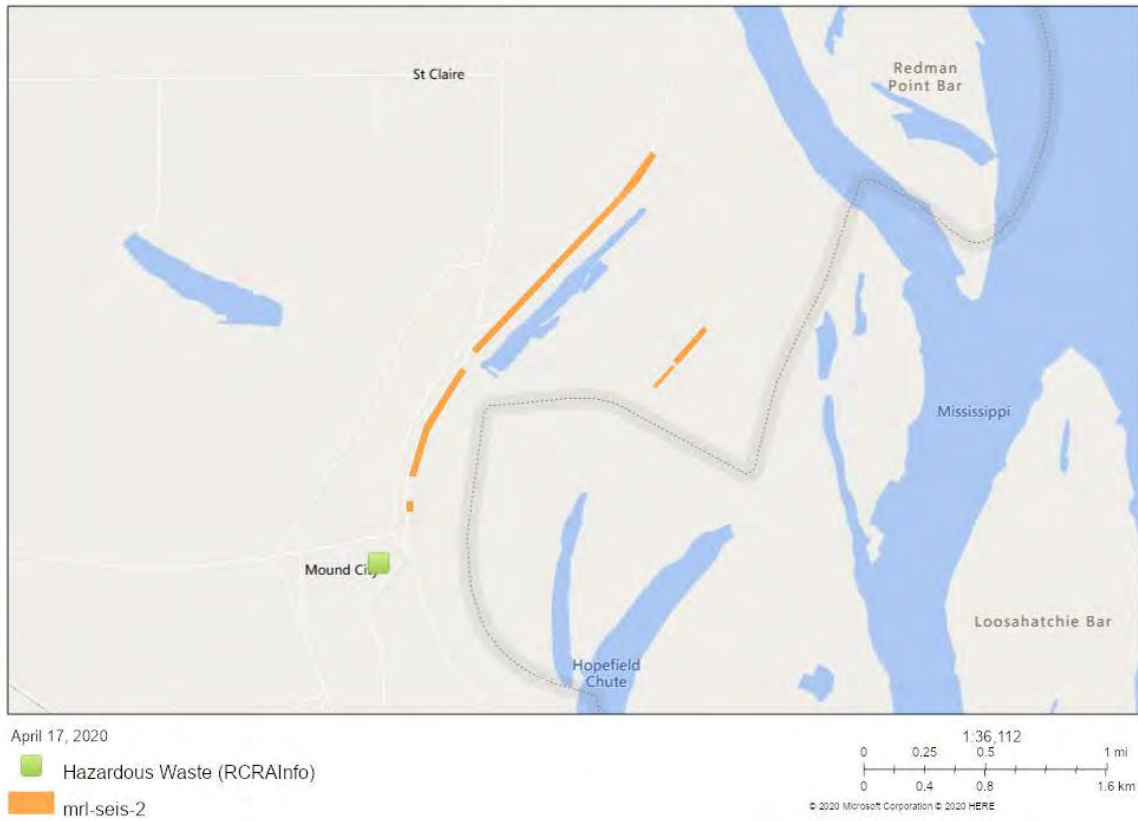 St Claire
Redman
Point Bar
Mississippi
Mound City
Loosahatchie Bar
Hopefield
Chute
April 17, 2020
1:36,112
0 0.25 0.5 1 mi
Hazardous Waste (RCRAInfo)
0 0.4 0.8 1.6 km
mrl-seis-2
© 2020 Microsoft Corporation © 2020 HERE